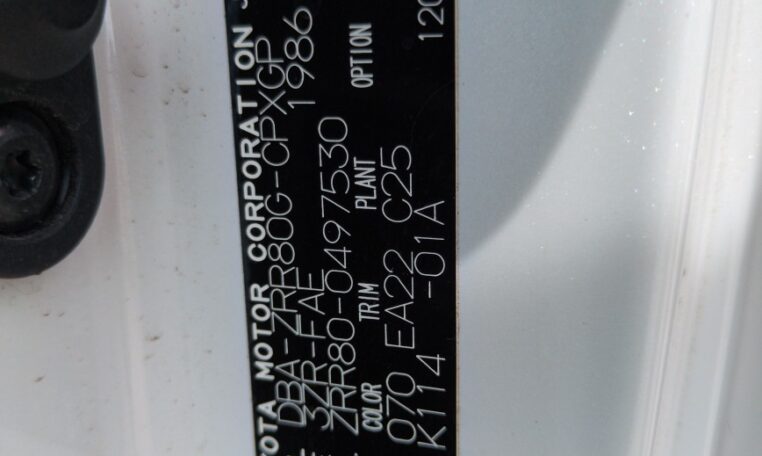 OTA MOTOR CORPORATION J
DBA-ZRR80G-CPXGP
3ZR-FAE 1986
ZRR80-0497530
COLOR TRIM PLANT OPTION
070 EA22 C25
K114 -01A 120